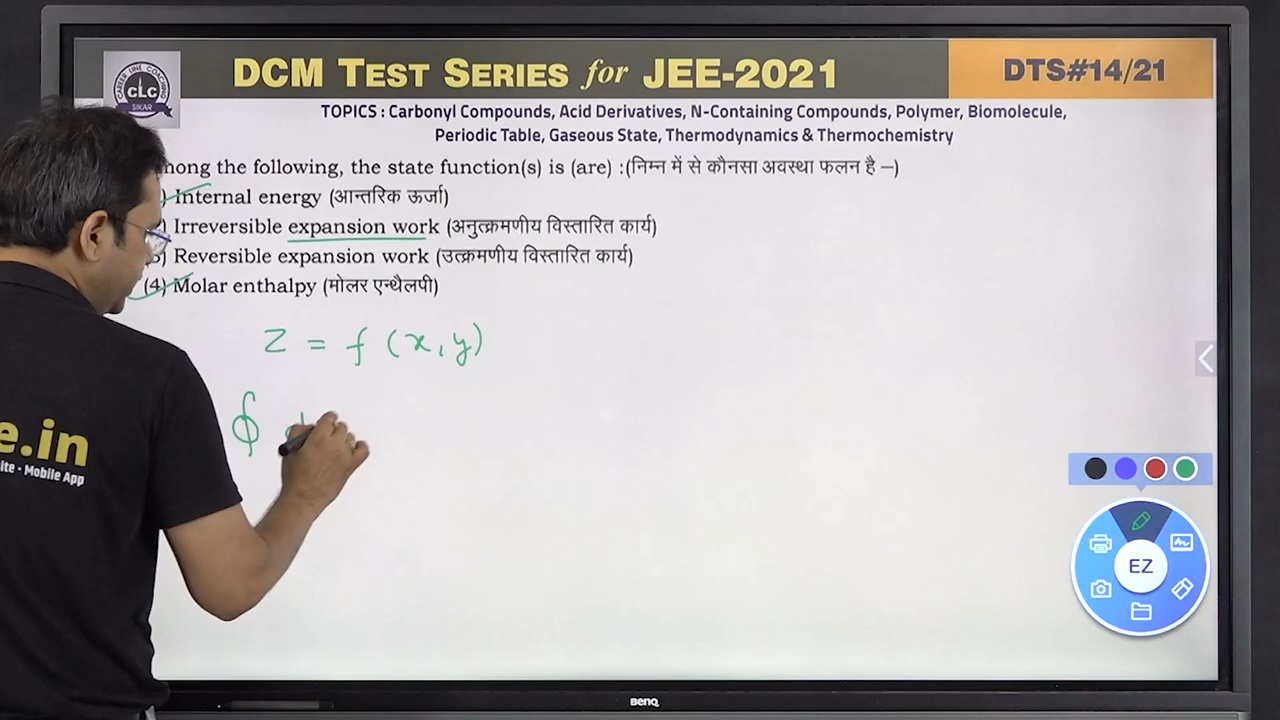 DCM TEST SERIES for JEE-2021
DTS#14/21
CAREER LINE COACHING
CLC
SIKAR
TOPICS : Carbonyl Compounds, Acid Derivatives, N-Containing Compounds, Polymer, Biomolecule,
Periodic Table, Gaseous State, Thermodynamics & Thermochemistry
the following, the state function(s) is (are) :(निम्न में से कौनसा अवस्था फलन है –)
Internal energy (आन्तरिक ऊर्जा)
Irreversible expansion work (अनुत्क्रमणीय विस्तारित कार्य)
Reversible expansion work (उत्क्रमणीय विस्तारित कार्य)
(4) Molar enthalpy (मोलर एन्थैलपी)
z = f (x, y)
∮
e.in
site - Mobile App
EZ
BenQ